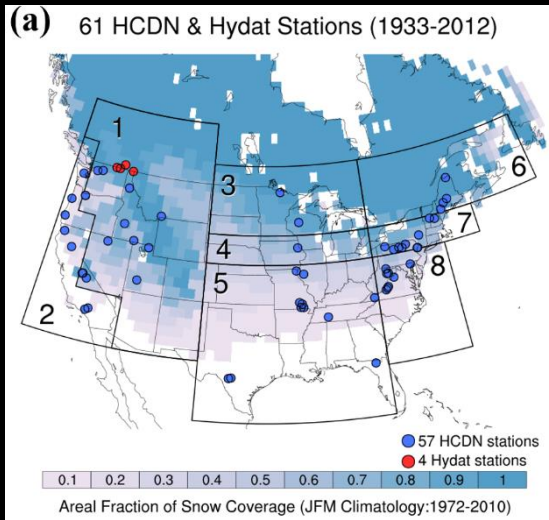 (a) 61 HCDN & Hydat Stations (1933-2012)
1
6
3
7
4
8
5
2
57 HCDN stations
4 Hydat stations
0.1 0.2 0.3 0.4 0.5 0.6 0.7 0.8 0.9 1
Areal Fraction of Snow Coverage (JFM Climatology:1972-2010)